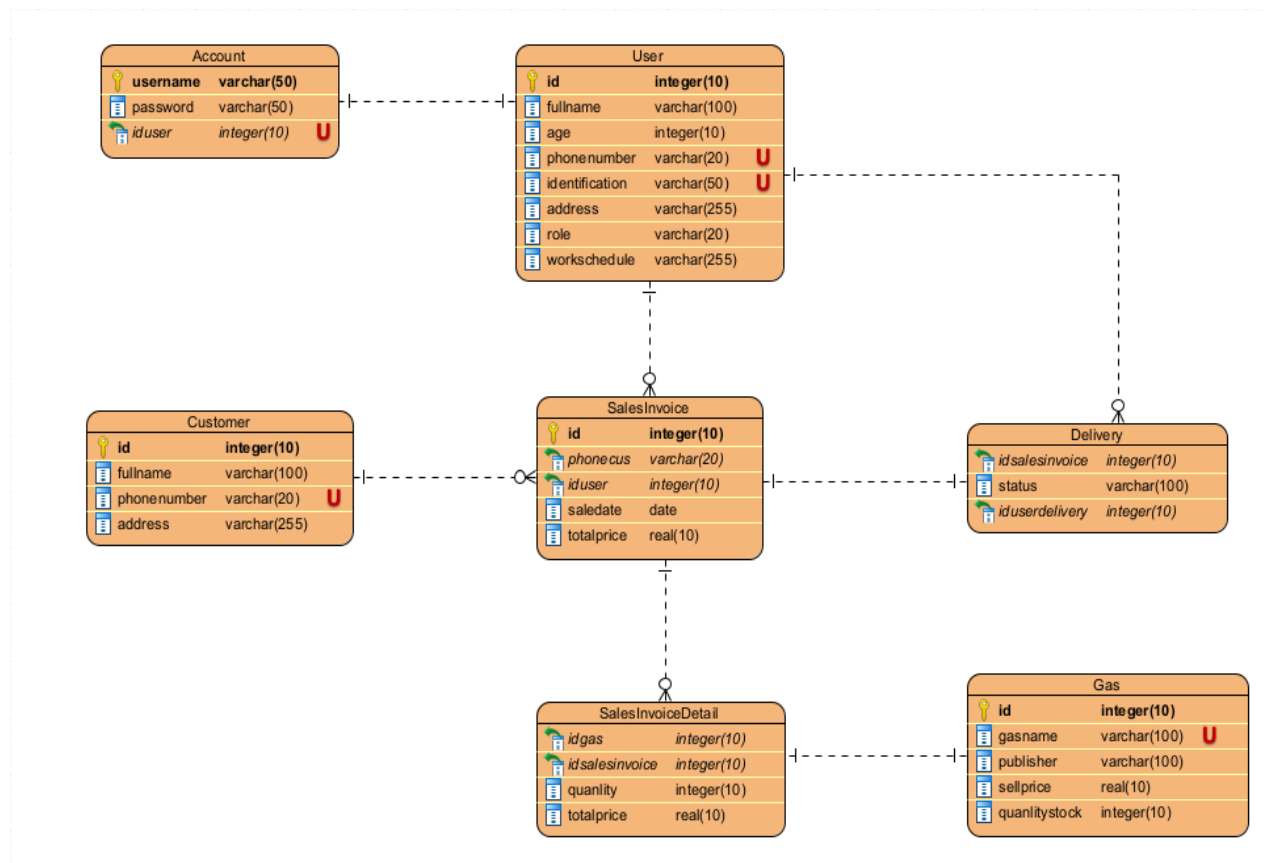 Account
username varchar(50)
password varchar(50)
iduser integer(10) U
User
id integer(10)
fullname varchar(100)
age integer(10)
phonenumber varchar(20) U
identification varchar(50) U
address varchar(255)
role varchar(20)
workschedule varchar(255)
Customer
id integer(10)
fullname varchar(100)
phonenumber varchar(20) U
address varchar(255)
SalesInvoice
id integer(10)
phonecus varchar(20)
iduser integer(10)
saledate date
totalprice real(10)
Delivery
idsalesinvoice integer(10)
status varchar(100)
iduserdelivery integer(10)
SalesInvoiceDetail
idgas integer(10)
idsalesinvoice integer(10)
quanlity integer(10)
totalprice real(10)
Gas
id integer(10)
gasname varchar(100) U
publisher varchar(100)
sellprice real(10)
quanlitystock integer(10)